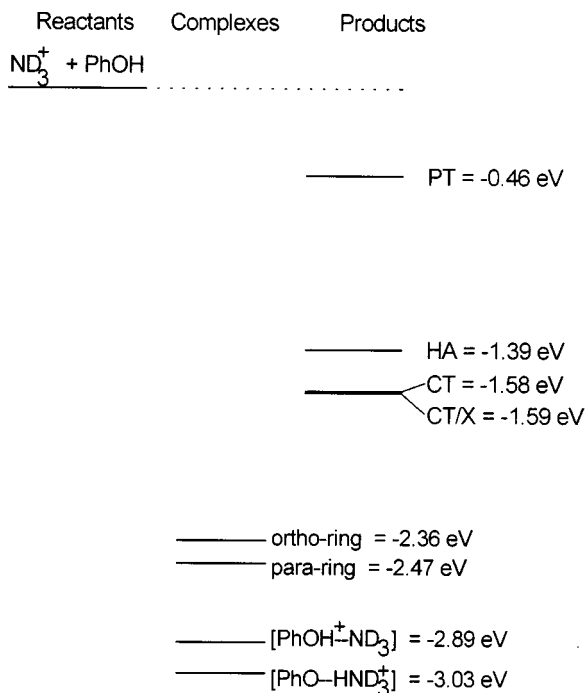 Reactants Complexes Products
ND₃⁺ + PhOH
PT = -0.46 eV
HA = -1.39 eV
CT = -1.58 eV
CT/X = -1.59 eV
ortho-ring = -2.36 eV
para-ring = -2.47 eV
[PhOH⁺--ND₃] = -2.89 eV
[PhO--HND₃⁺] = -3.03 eV